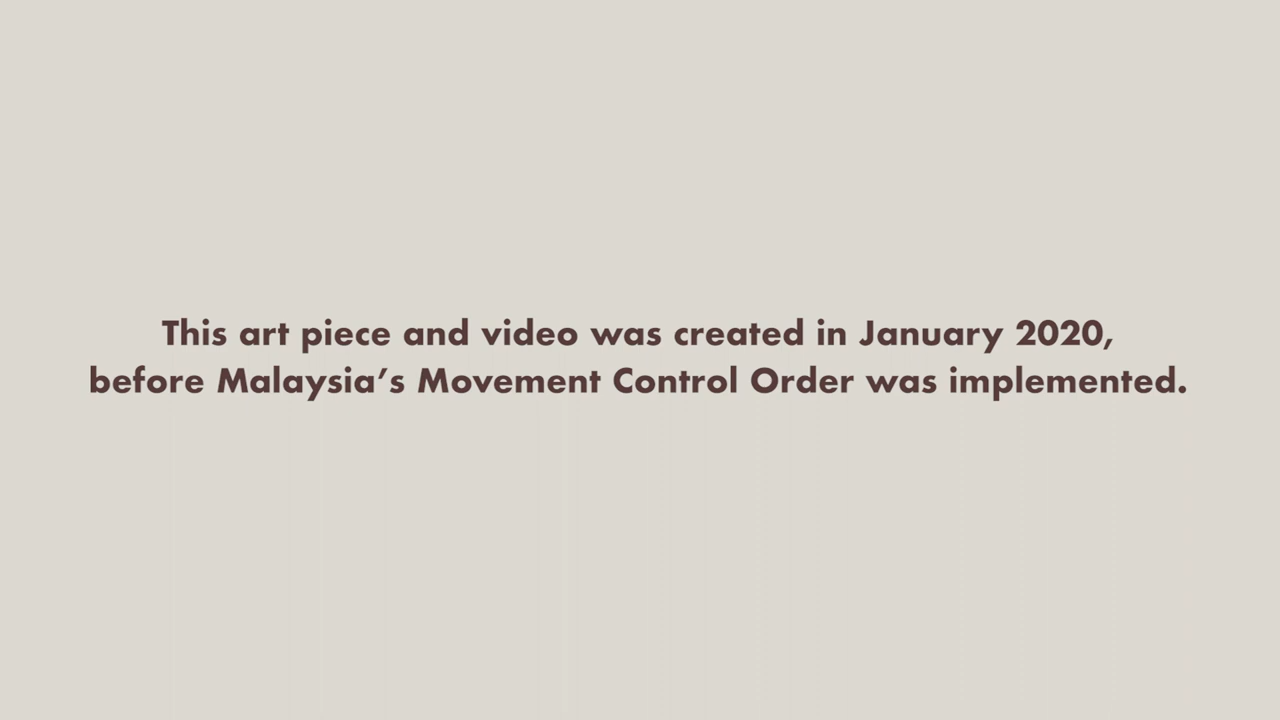 This art piece and video was created in January 2020,
before Malaysia’s Movement Control Order was implemented.